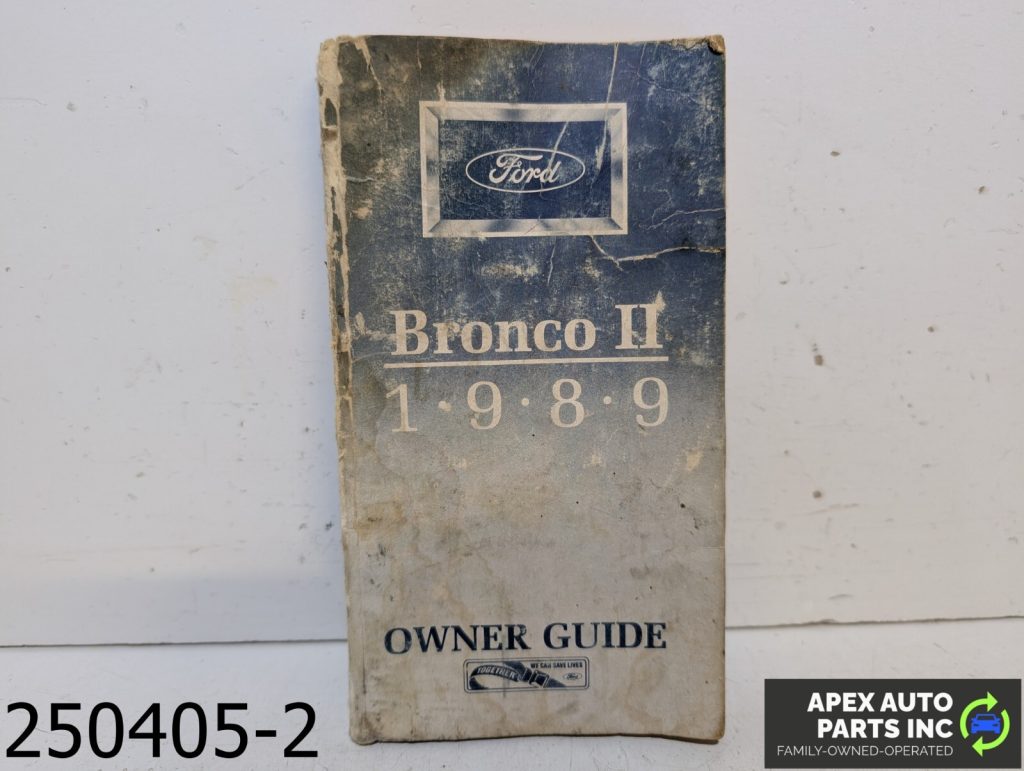 Ford
Bronco II
1·9·8·9
OWNER GUIDE
TOGETHER
WE CAN SAVE LIVES
Ford
250405-2
APEX AUTO
PARTS INC
FAMILY-OWNED-OPERATED